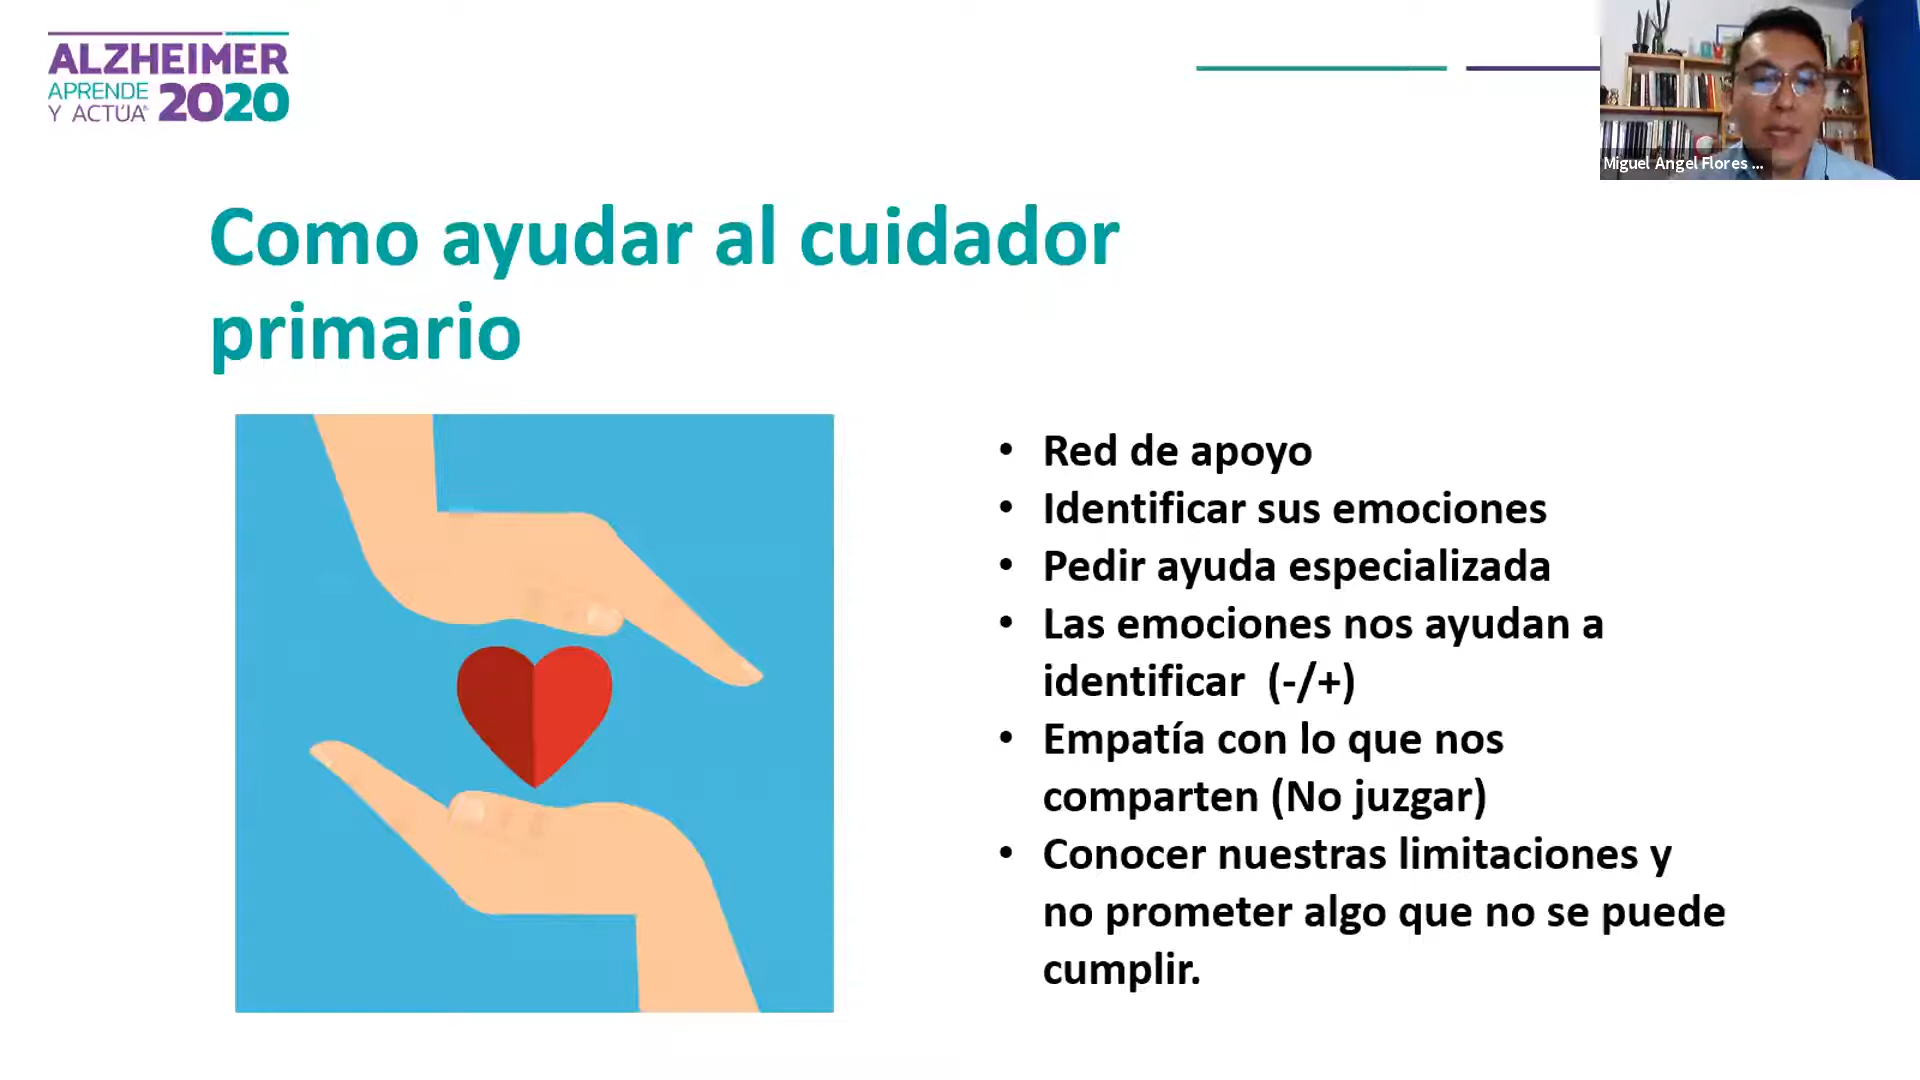 ALZHEIMER
APRENDE
Y ACTÚA® 2020
Miguel Angel Flores ...
Como ayudar al cuidador
primario
• Red de apoyo
• Identificar sus emociones
• Pedir ayuda especializada
• Las emociones nos ayudan a
identificar (-/+)
• Empatía con lo que nos
comparten (No juzgar)
• Conocer nuestras limitaciones y
no prometer algo que no se puede
cumplir.